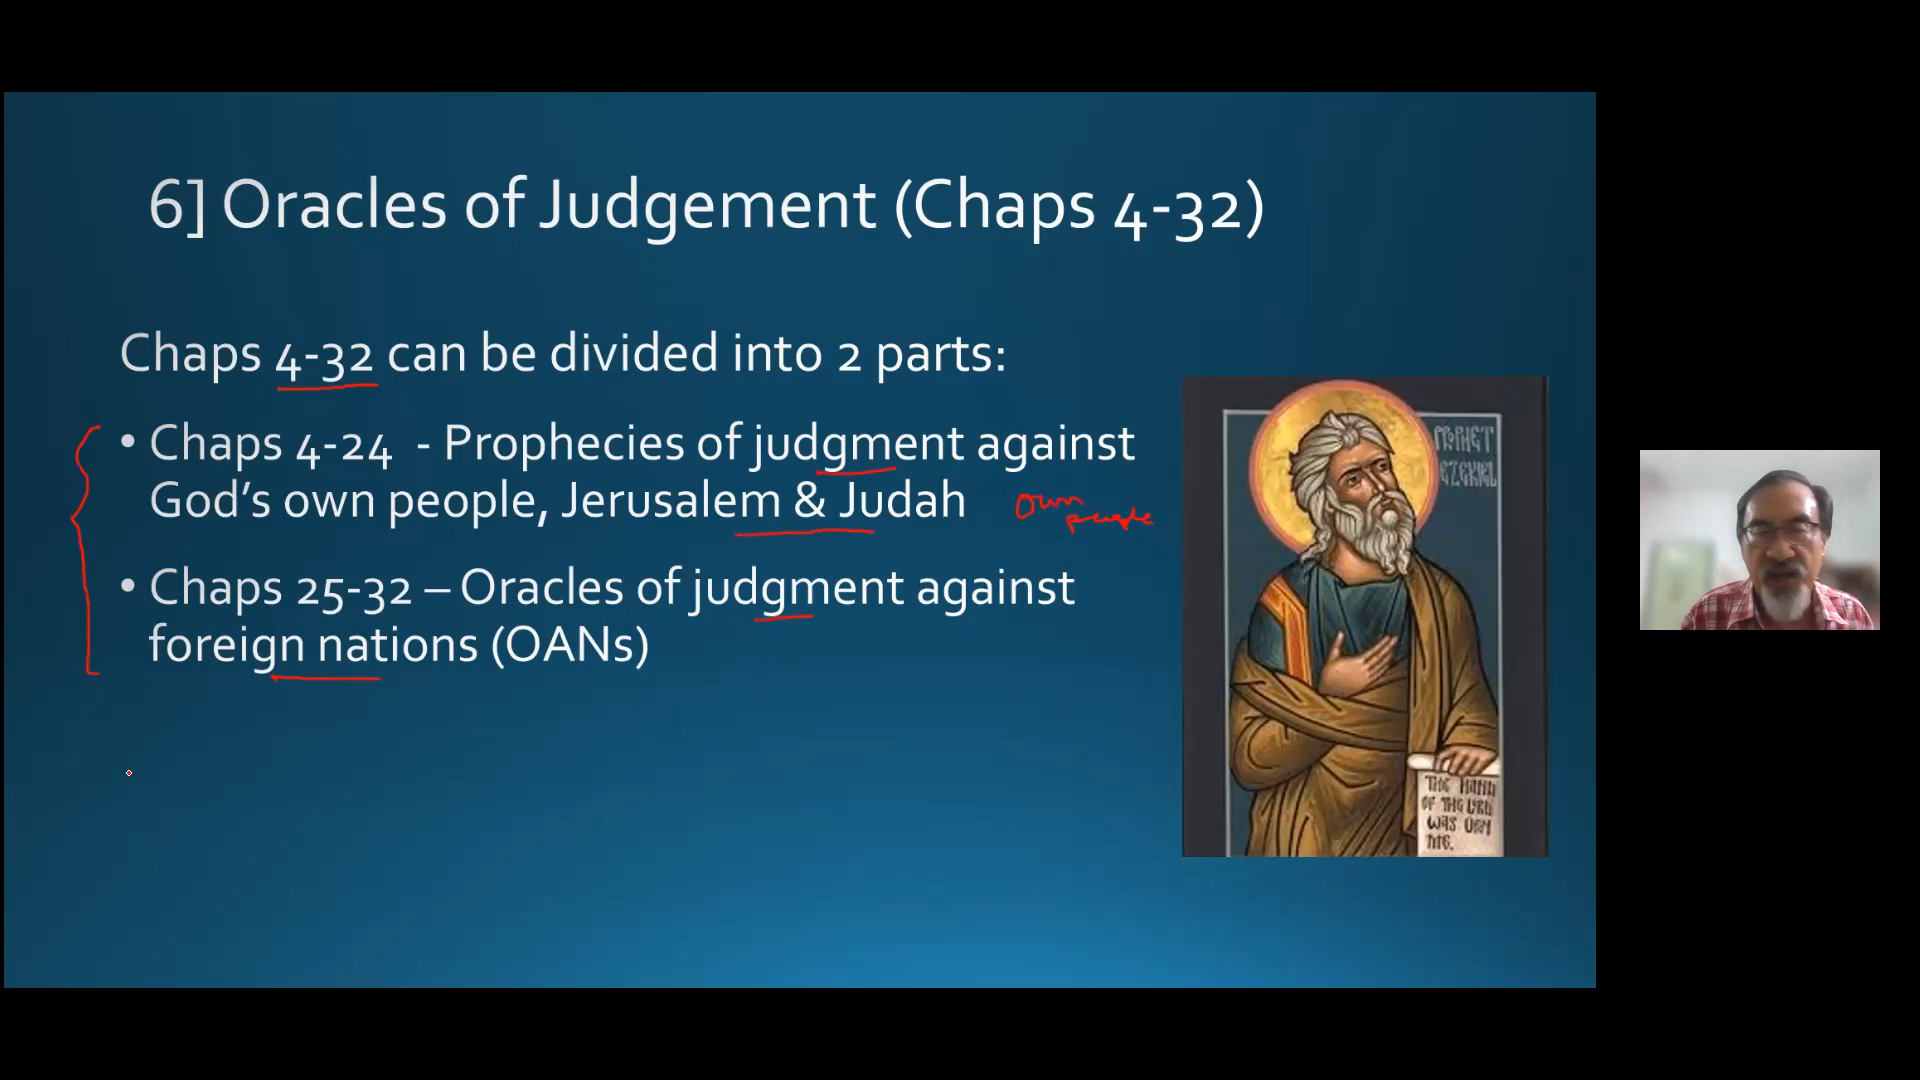 6] Oracles of Judgement (Chaps 4-32)
Chaps 4-32 can be divided into 2 parts:
• Chaps 4-24  - Prophecies of judgment against
God’s own people, Jerusalem & Judah
own
people
• Chaps 25-32 – Oracles of judgment against
foreign nations (OANs)
PROPHET
EZEKIEL
THE HAND
OF THE LORD
WAS UPON
ME.